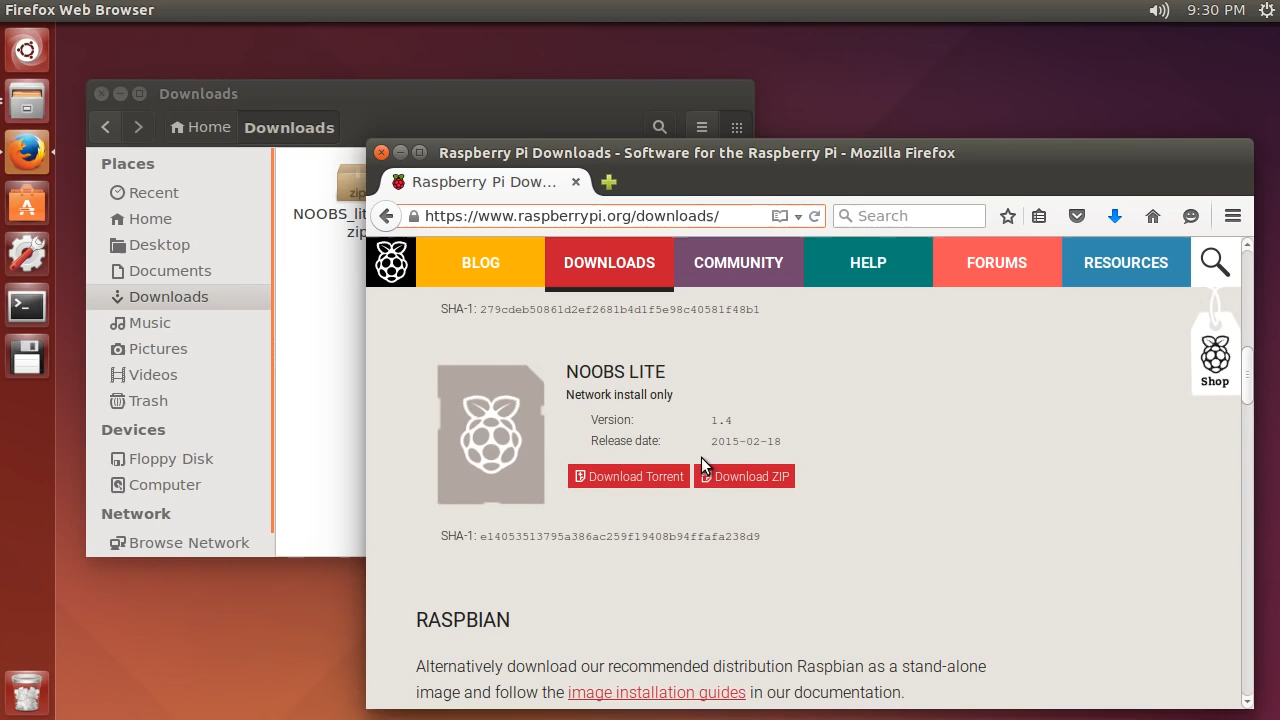 Firefox Web Browser
9:30 PM
Downloads
Home
Downloads
Places
Recent
Home
Desktop
Documents
Downloads
Music
Pictures
Videos
Trash
Devices
Floppy Disk
Computer
Network
Browse Network
zip
NOOBS_lit
zip
Raspberry Pi Downloads - Software for the Raspberry Pi - Mozilla Firefox
Raspberry Pi Dow...
https://www.raspberrypi.org/downloads/
Search
BLOG
DOWNLOADS
COMMUNITY
HELP
FORUMS
RESOURCES
SHA-1: 279cdeb50861d2ef2681b4d1f5e98c40581f48b1
Shop
NOOBS LITE
Network install only
Version: 1.4
Release date: 2015-02-18
Download Torrent
Download ZIP
SHA-1: e14053513795a386ac259f19408b94ffafa238d9
RASPBIAN
Alternatively download our recommended distribution Raspbian as a stand-alone
image and follow the image installation guides in our documentation.